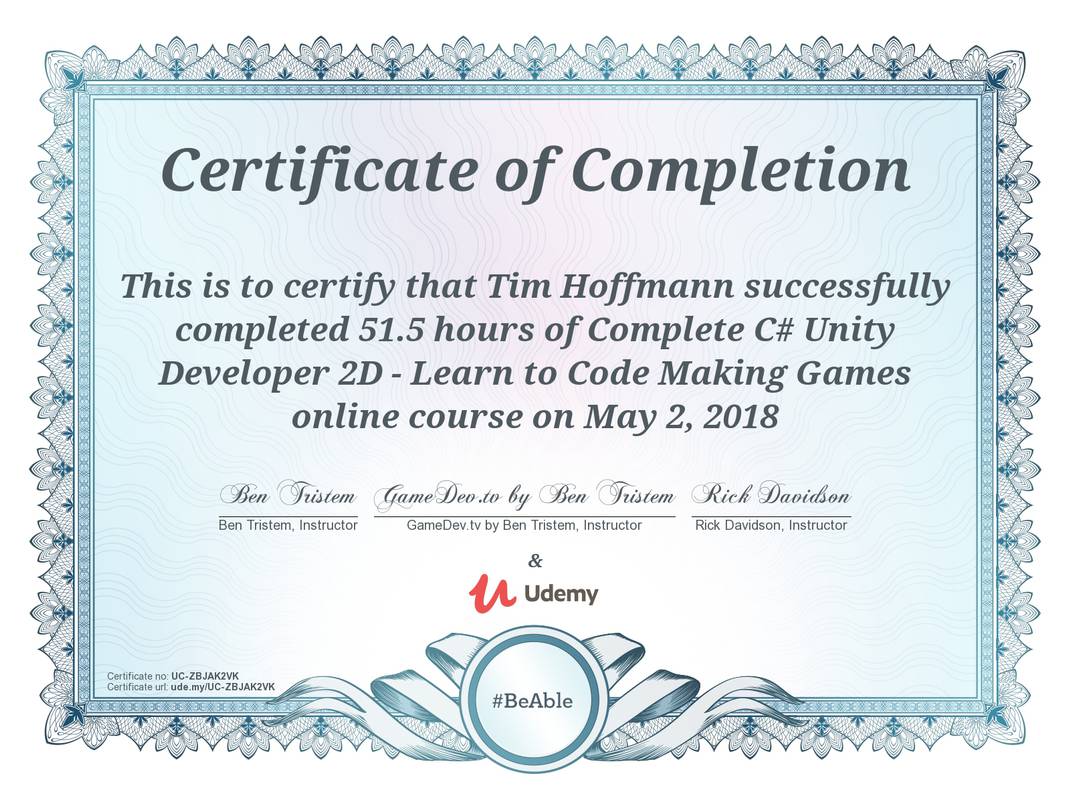 Certificate of Completion
This is to certify that Tim Hoffmann successfully
completed 51.5 hours of Complete C# Unity
Developer 2D - Learn to Code Making Games
online course on May 2, 2018
Ben Tristem GameDev.tv by Ben Tristem Rick Davidson
Ben Tristem, Instructor GameDev.tv by Ben Tristem, Instructor Rick Davidson, Instructor
&
Udemy
Certificate no: UC-ZBJAK2VK
Certificate url: ude.my/UC-ZBJAK2VK
#BeAble